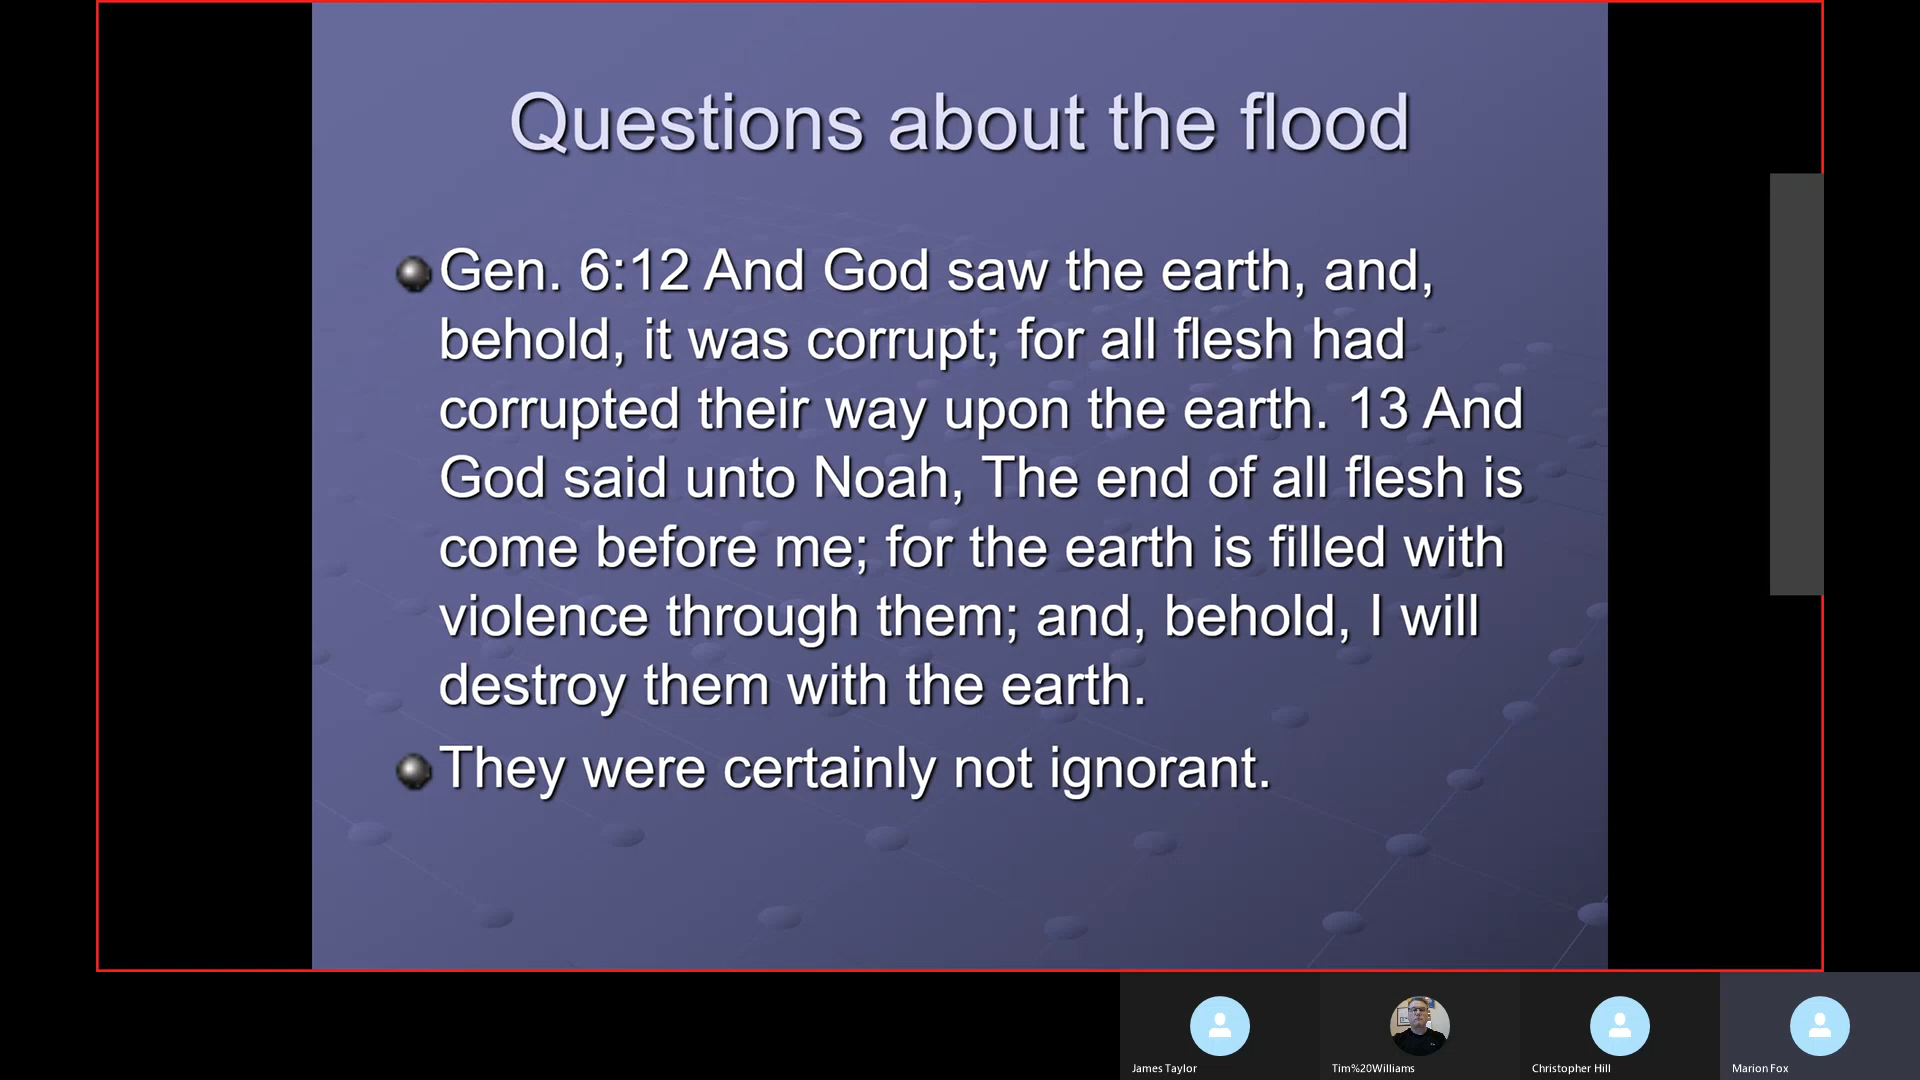 Questions about the flood
Gen. 6:12 And God saw the earth, and,
behold, it was corrupt; for all flesh had
corrupted their way upon the earth. 13 And
God said unto Noah, The end of all flesh is
come before me; for the earth is filled with
violence through them; and, behold, I will
destroy them with the earth.
They were certainly not ignorant.
James Taylor
Tim%20Williams
Christopher Hill
Marion Fox